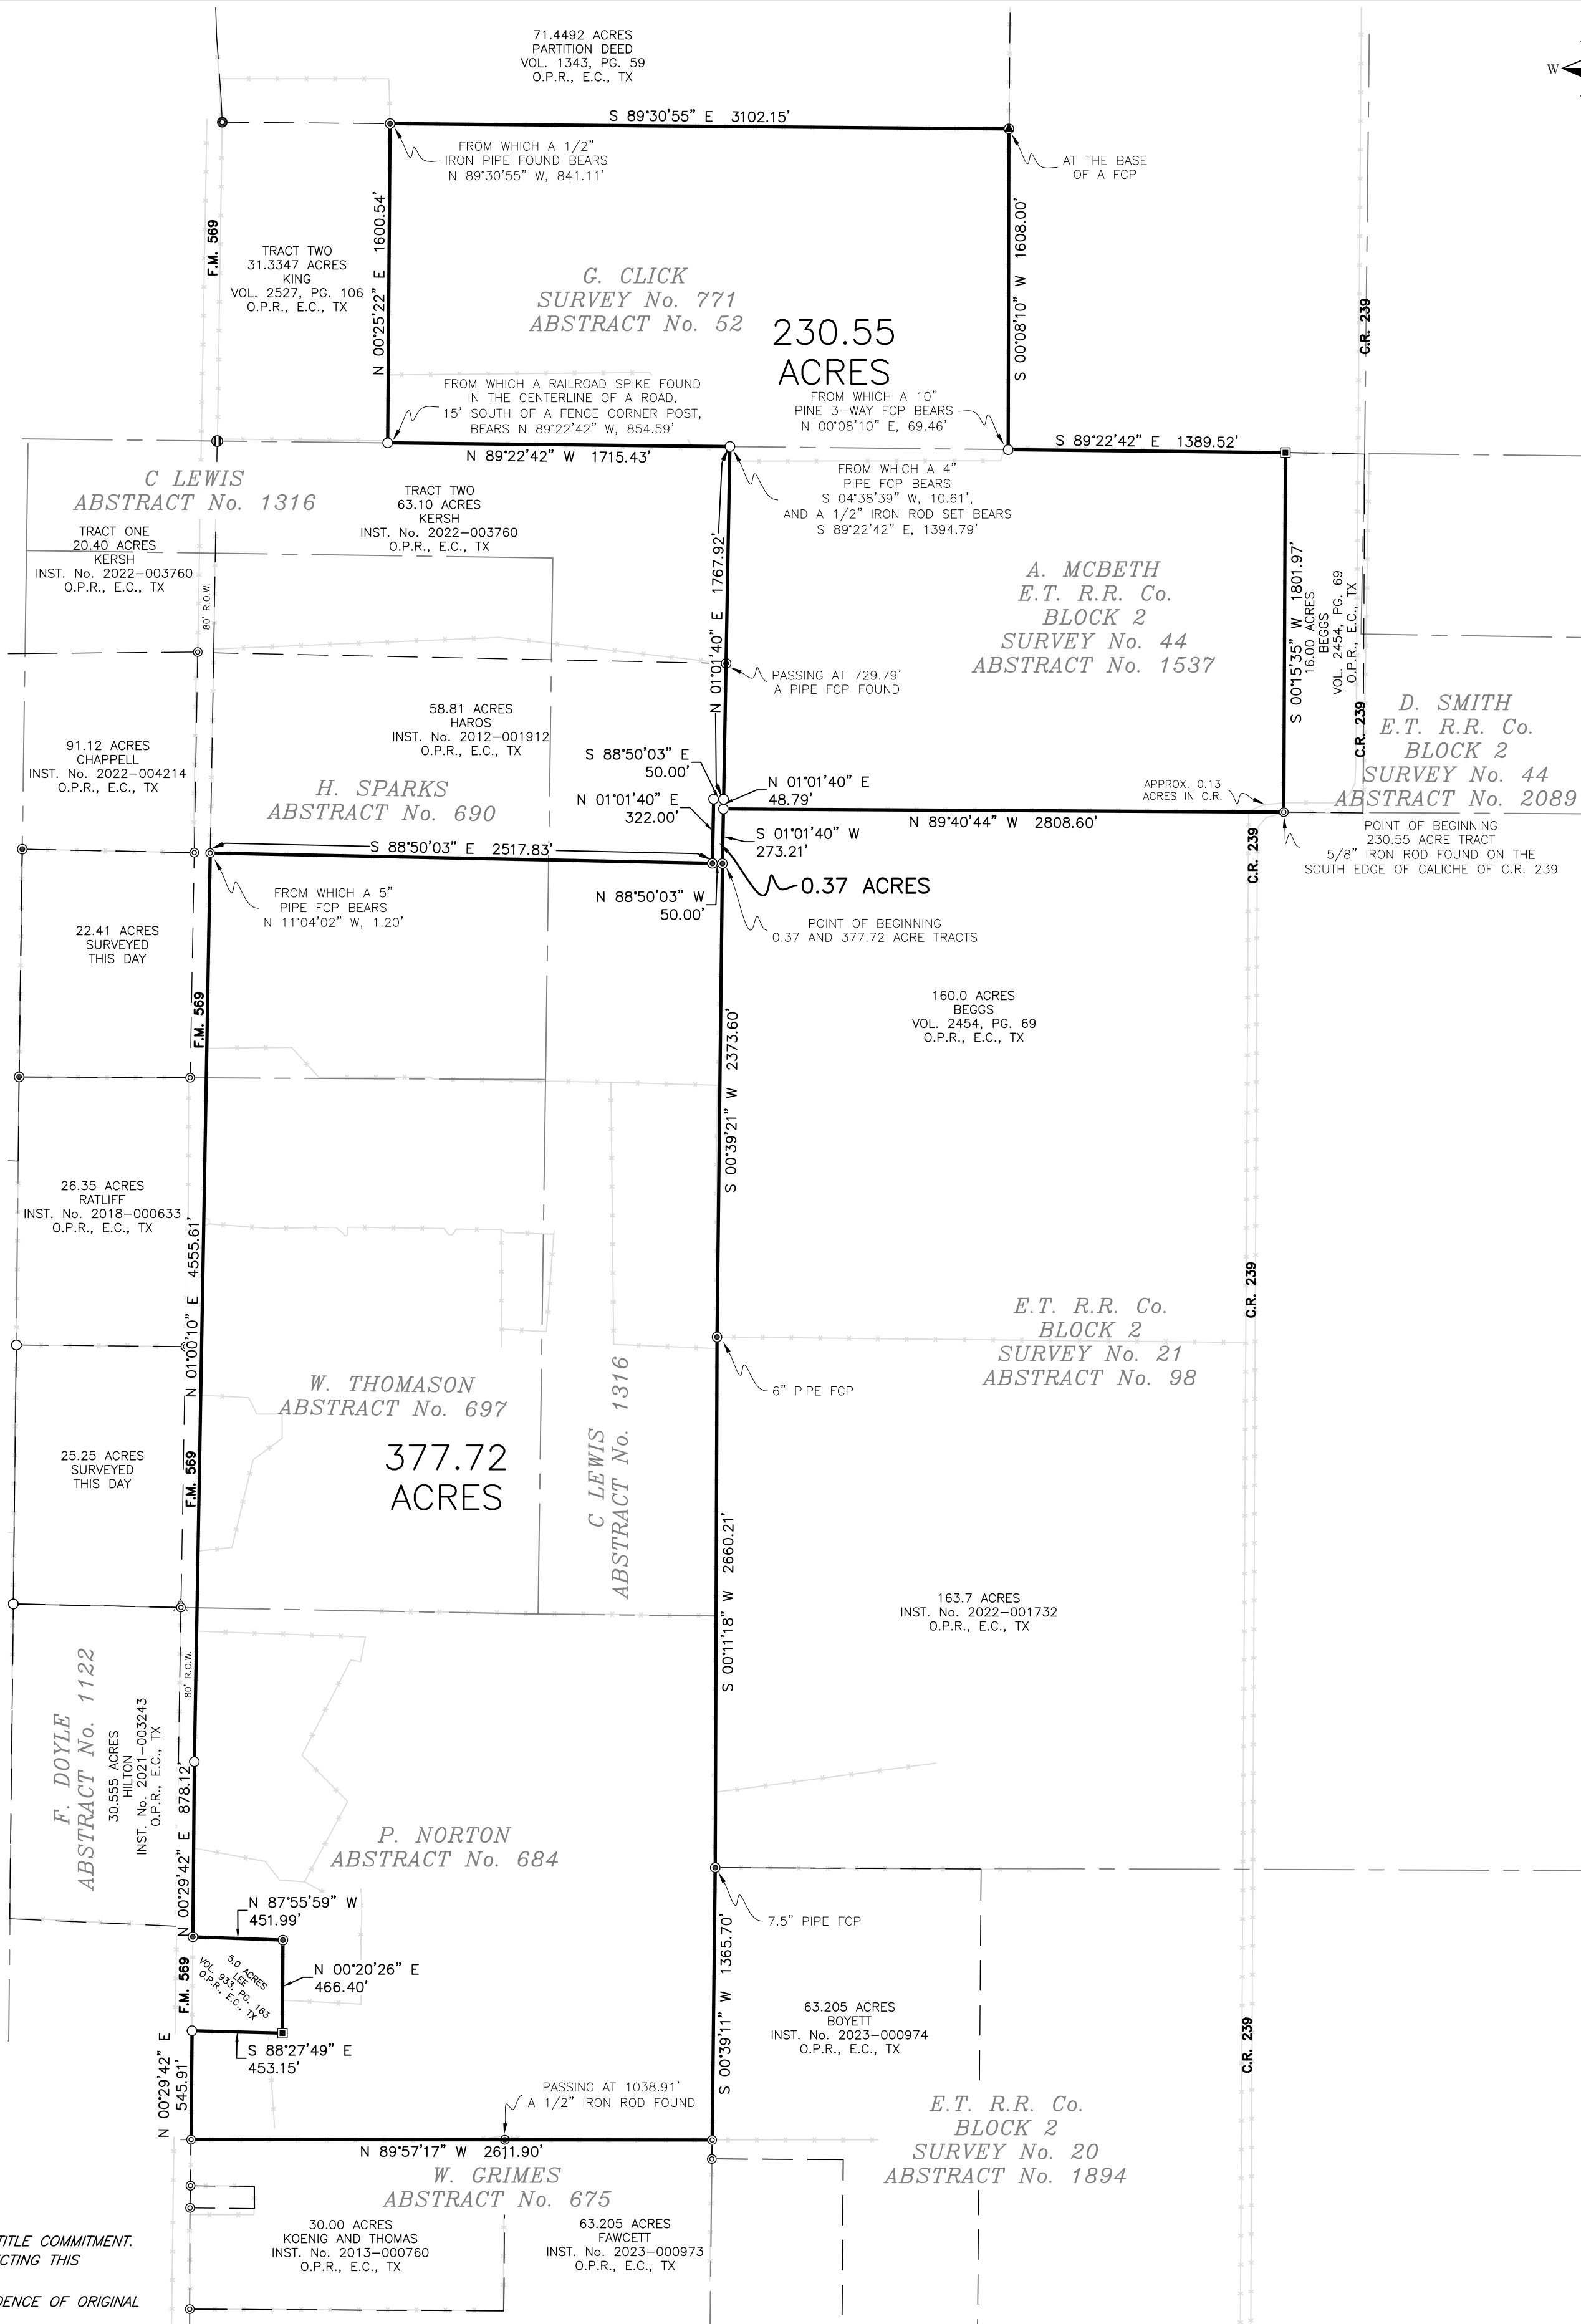 71.4492 ACRES
PARTITION DEED
VOL. 1343, PG. 59
O.P.R., E.C., TX
W
S 89°30'55" E 3102.15'
FROM WHICH A 1/2"
IRON PIPE FOUND BEARS
N 89°30'55" W, 841.11'
AT THE BASE
OF A FCP
N 00°25'22" E 1600.54'
S 00°08'10" W 1608.00'
F.M. 569
TRACT TWO
31.3347 ACRES
KING
VOL. 2527, PG. 106
O.P.R., E.C., TX
G. CLICK
SURVEY No. 771
ABSTRACT No. 52
230.55
ACRES
C.R. 239
FROM WHICH A RAILROAD SPIKE FOUND
IN THE CENTERLINE OF A ROAD,
15' SOUTH OF A FENCE CORNER POST,
BEARS N 89°22'42" W, 854.59'
FROM WHICH A 10"
PINE 3-WAY FCP BEARS
N 00°08'10" E, 69.46'
N 89°22'42" W 1715.43'
S 89°22'42" E 1389.52'
C LEWIS
ABSTRACT No. 1316
TRACT ONE
20.40 ACRES
KERSH
INST. No. 2022-003760
O.P.R., E.C., TX
80' R.O.W.
TRACT TWO
63.10 ACRES
KERSH
INST. No. 2022-003760
O.P.R., E.C., TX
FROM WHICH A 4"
PIPE FCP BEARS
S 04°38'39" W, 10.61',
AND A 1/2" IRON ROD SET BEARS
S 89°22'42" E, 1394.79'
N 01°01'40" E 1767.92'
A. MCBETH
E.T. R.R. Co.
BLOCK 2
SURVEY No. 44
ABSTRACT No. 1537
S 00°15'35" W 1801.97'
16.00 ACRES
BEGGS
VOL. 2454, PG. 69
O.P.R., E.C., TX
PASSING AT 729.79'
A PIPE FCP FOUND
58.81 ACRES
HAROS
INST. No. 2012-001912
O.P.R., E.C., TX
91.12 ACRES
CHAPPELL
INST. No. 2022-004214
O.P.R., E.C., TX
H. SPARKS
ABSTRACT No. 690
S 88°50'03" E
50.00'
N 01°01'40" E
322.00'
N 01°01'40" E
48.79'
APPROX. 0.13
ACRES IN C.R.
C.R. 239
D. SMITH
E.T. R.R. Co.
BLOCK 2
SURVEY No. 44
ABSTRACT No. 2089
N 89°40'44" W 2808.60'
S 01°01'40" W
273.21'
C.R. 239
POINT OF BEGINNING
230.55 ACRE TRACT
5/8" IRON ROD FOUND ON THE
SOUTH EDGE OF CALICHE OF C.R. 239
S 88°50'03" E 2517.83'
0.37 ACRES
FROM WHICH A 5"
PIPE FCP BEARS
N 11°04'02" W, 1.20'
N 88°50'03" W
50.00'
POINT OF BEGINNING
0.37 AND 377.72 ACRE TRACTS
22.41 ACRES
SURVEYED
THIS DAY
F.M. 569
160.0 ACRES
BEGGS
VOL. 2454, PG. 69
O.P.R., E.C., TX
S 00°39'21" W 2373.60'
26.35 ACRES
RATLIFF
INST. No. 2018-000633
O.P.R., E.C., TX
N 01°00'10" E 4555.61'
C.R. 239
E.T. R.R. Co.
BLOCK 2
SURVEY No. 21
ABSTRACT No. 98
6" PIPE FCP
W. THOMASON
ABSTRACT No. 697
377.72
ACRES
C LEWIS
ABSTRACT No. 1316
25.25 ACRES
SURVEYED
THIS DAY
F.M. 569
S 00°11'18" W 2660.21'
163.7 ACRES
INST. No. 2022-001732
O.P.R., E.C., TX
80' R.O.W.
F. DOYLE
ABSTRACT No. 1122
30.555 ACRES
HILTON
INST. No. 2021-003243
O.P.R., E.C., TX
N 00°29'42" E 878.12'
P. NORTON
ABSTRACT No. 684
N 87°55'59" W
451.99'
7.5" PIPE FCP
F.M. 569
5.0 ACRES
LEE
VOL. 933, PG. 163
O.P.R., E.C., TX
N 00°20'26" E
466.40'
S 88°27'49" E
453.15'
S 00°39'11" W 1365.70'
63.205 ACRES
BOYETT
INST. No. 2023-000974
O.P.R., E.C., TX
C.R. 239
N 00°29'42" E
545.91'
PASSING AT 1038.91'
A 1/2" IRON ROD FOUND
N 89°57'17" W 2611.90'
E.T. R.R. Co.
BLOCK 2
SURVEY No. 20
ABSTRACT No. 1894
W. GRIMES
ABSTRACT No. 675
30.00 ACRES
KOENIG AND THOMAS
INST. No. 2013-000760
O.P.R., E.C., TX
63.205 ACRES
FAWCETT
INST. No. 2023-000973
O.P.R., E.C., TX
TITLE COMMITMENT.
CTING THIS
DENCE OF ORIGINAL